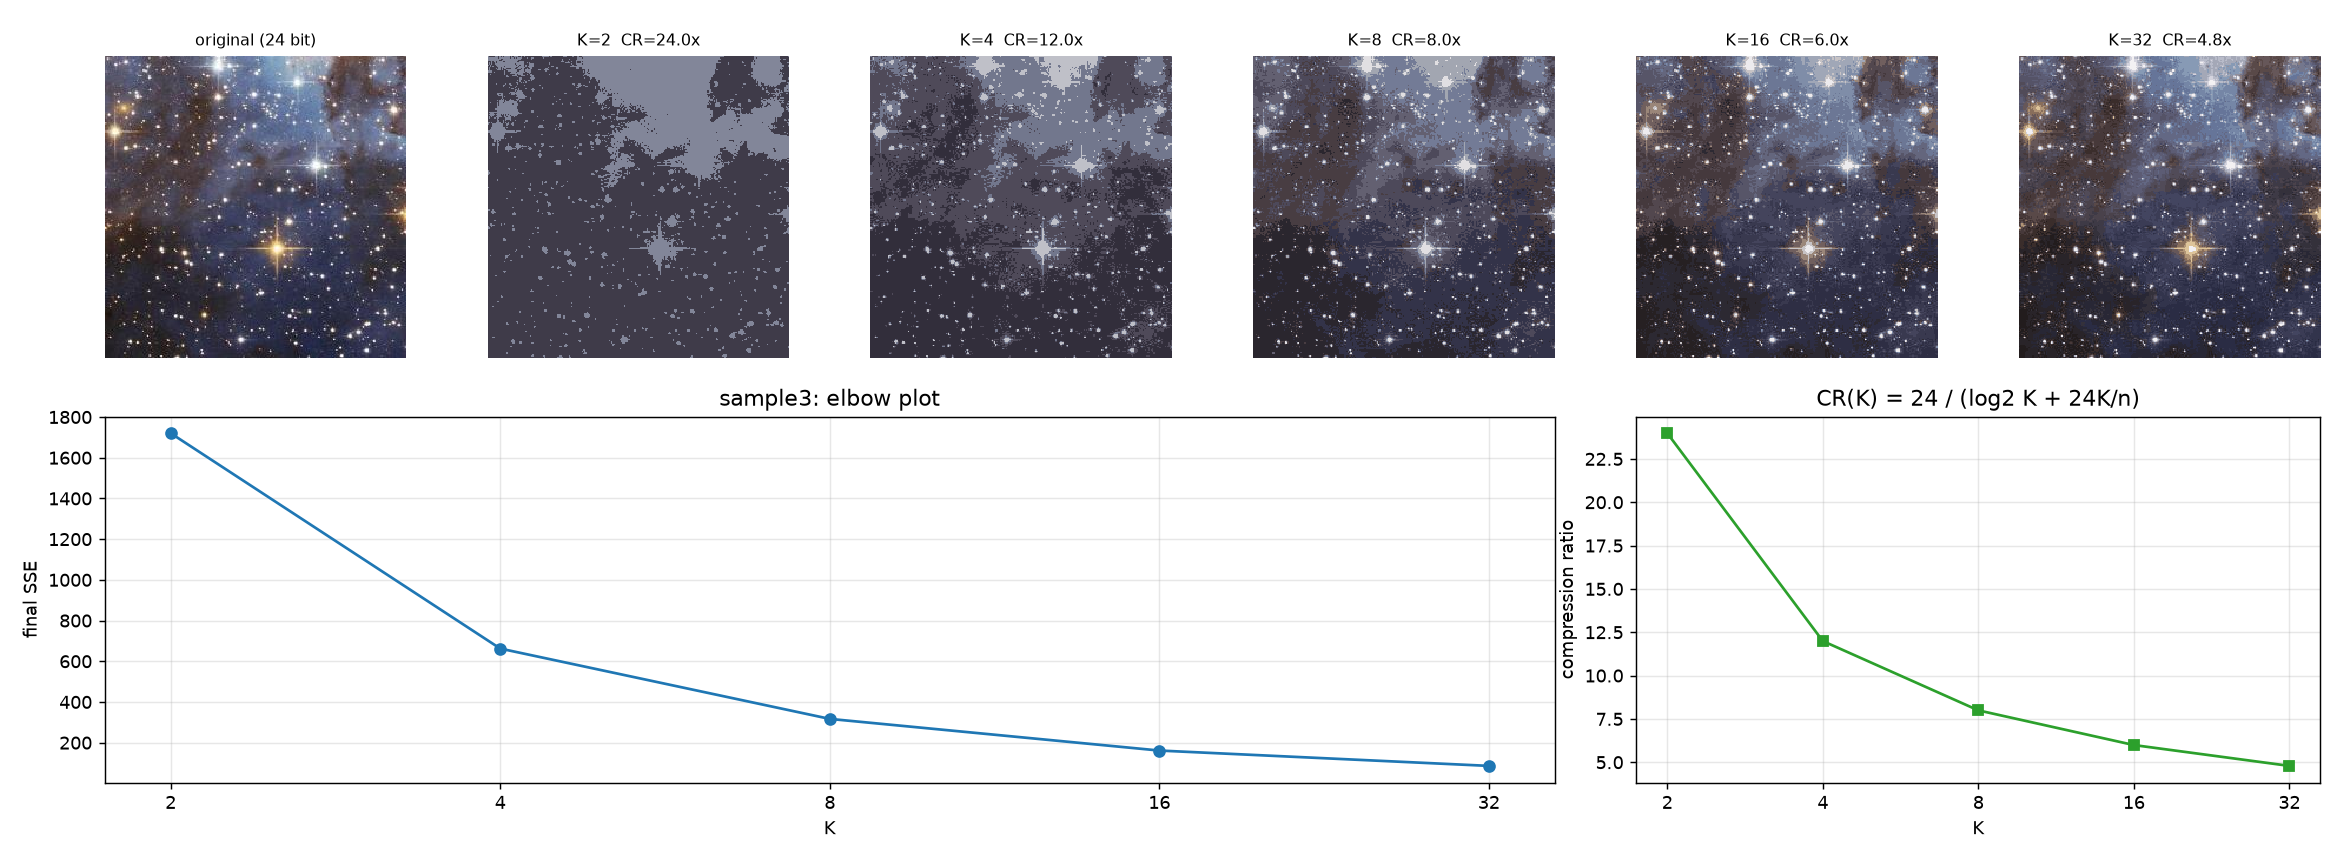 original (24 bit)
K=2 CR=24.0x
K=4 CR=12.0x
K=8 CR=8.0x
K=16 CR=6.0x
K=32 CR=4.8x
sample3: elbow plot
final SSE
1800
1600
1400
1200
1000
800
600
400
200
2
4
8
16
32
K
CR(K) = 24 / (log2 K + 24K/n)
compression ratio
22.5
20.0
17.5
15.0
12.5
10.0
7.5
5.0
2
4
8
16
32
K